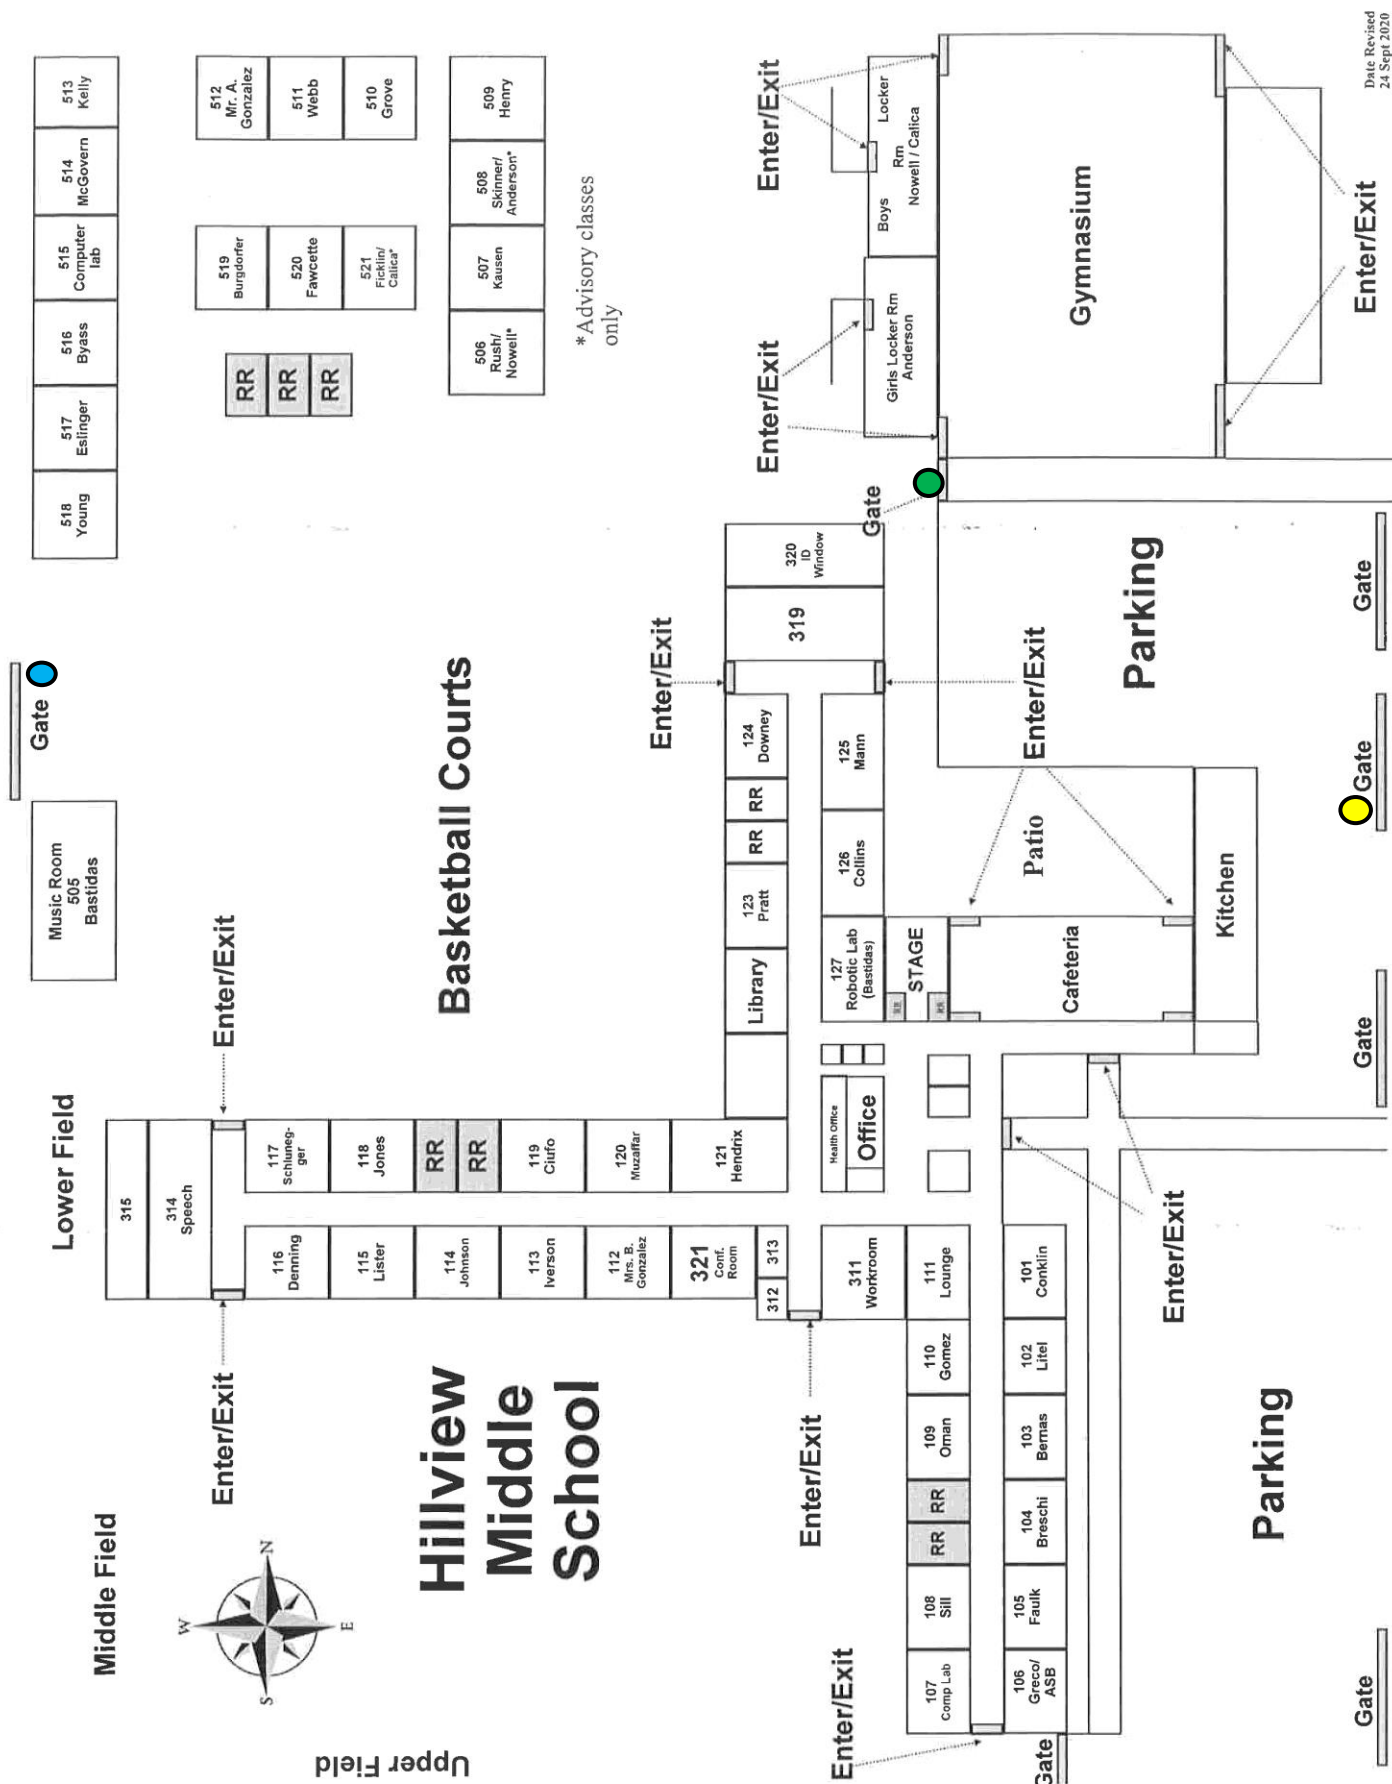 513
Kelly
514
McGovern
515
Computer
lab
516
Byass
517
Eslinger
518
Young
512
Mr. A.
Gonzalez
511
Webb
510
Grove
519
Burgdorfer
520
Fawcette
521
Ficklin/
Calica*
RR
RR
RR
509
Henry
508
Skinner/
Anderson*
507
Kausen
506
Rush/
Nowell*
*Advisory classes
only
Date Revised
24 Sept 2020
Enter/Exit
Boys Locker
Rm
Nowell / Calica
Girls Locker Rm
Anderson
Enter/Exit
Gymnasium
Enter/Exit
Gate
Gate
Music Room
505
Bastidas
Basketball Courts
Enter/Exit
320
ID
Window
319
124
Downey
RR
RR
123
Pratt
Library
125
Mann
126
Collins
127
Robotic Lab
(Bastidas)
STAGE
RR
RR
Cafeteria
Patio
Kitchen
Enter/Exit
Parking
Gate
Gate
Gate
Enter/Exit
Lower Field
315
314
Speech
117
Schluneg-
ger
118
Jones
RR
RR
119
Ciufo
120
Muzaffar
121
Hendrix
116
Denning
115
Lister
114
Johnson
113
Iverson
112
Mrs. B.
Gonzalez
321
Conf.
Room
313
312
Health Office
Office
311
Workroom
111
Lounge
110
Gomez
109
Oman
RR
RR
108
Sill
107
Comp Lab
101
Conklin
102
Litel
103
Bernas
104
Breschi
105
Faulk
106
Greco/
ASB
Enter/Exit
Enter/Exit
Enter/Exit
Enter/Exit
Hillview
Middle
School
Middle Field
N
W
E
S
Upper Field
Parking
Gate
Gate